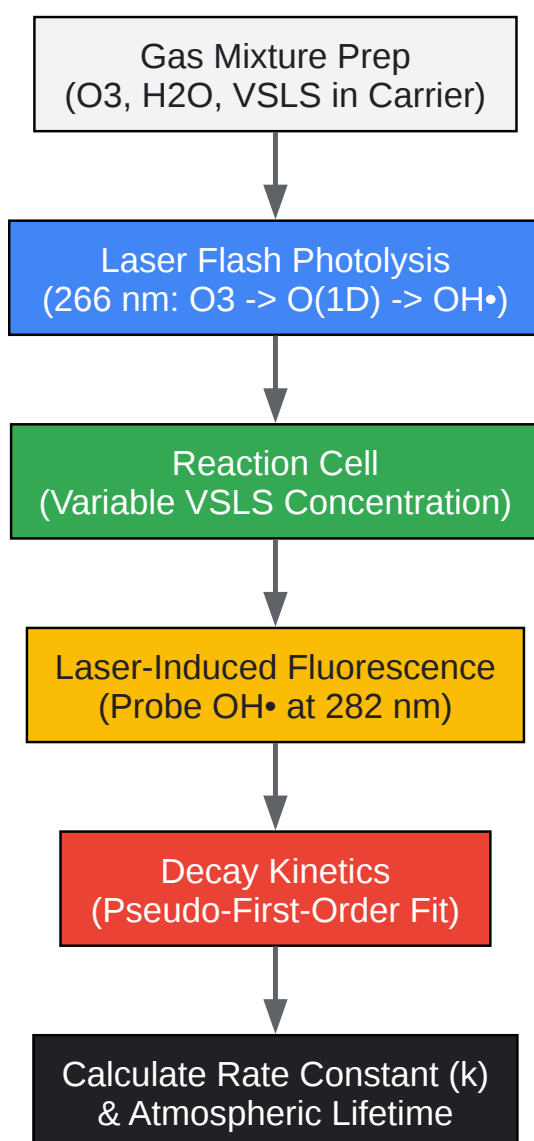 Gas Mixture Prep
(O3, H2O, VSLS in Carrier)
Laser Flash Photolysis
(266 nm: O3 -> O(1D) -> OH•)
Reaction Cell
(Variable VSLS Concentration)
Laser-Induced Fluorescence
(Probe OH• at 282 nm)
Decay Kinetics
(Pseudo-First-Order Fit)
Calculate Rate Constant (k)
& Atmospheric Lifetime